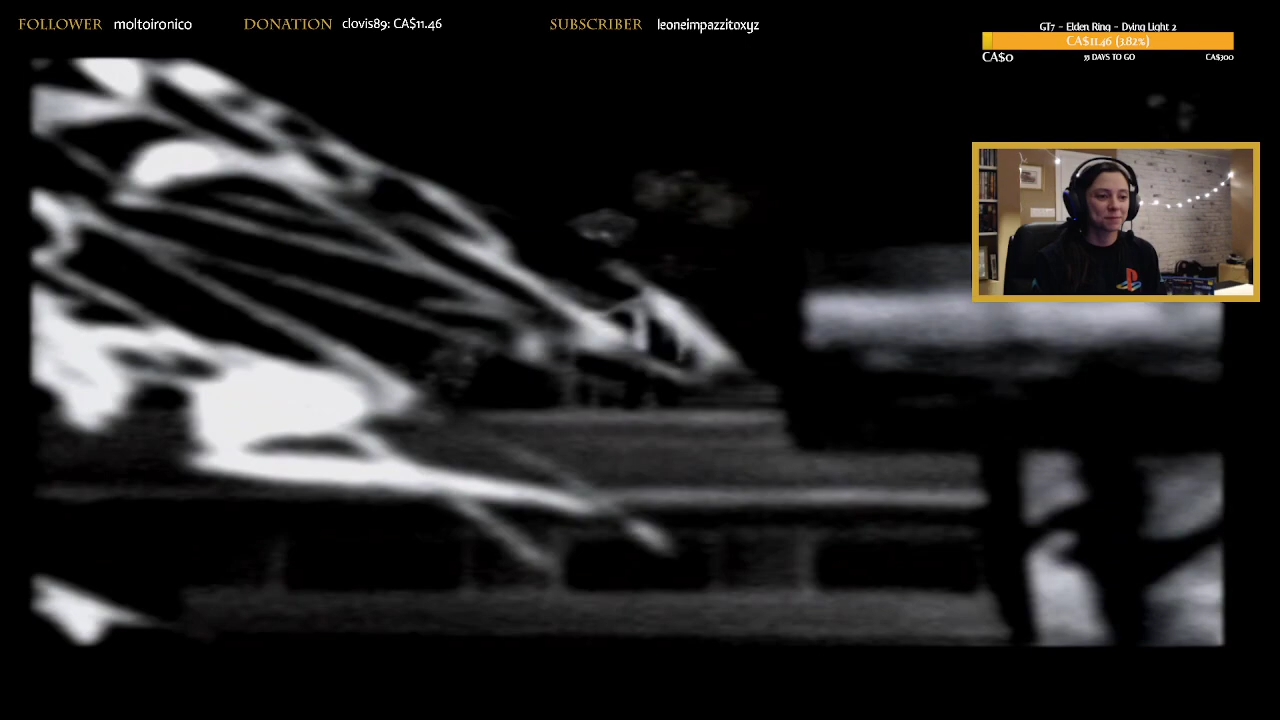 FOLLOWER moltoironico DONATION clovis89: CA$11.46 SUBSCRIBER leoneimpazzitoxyz
GT7 - Elden Ring - Dying Light 2
CA$11.46 (3.82%)
CA$0 33 DAYS TO GO CA$300